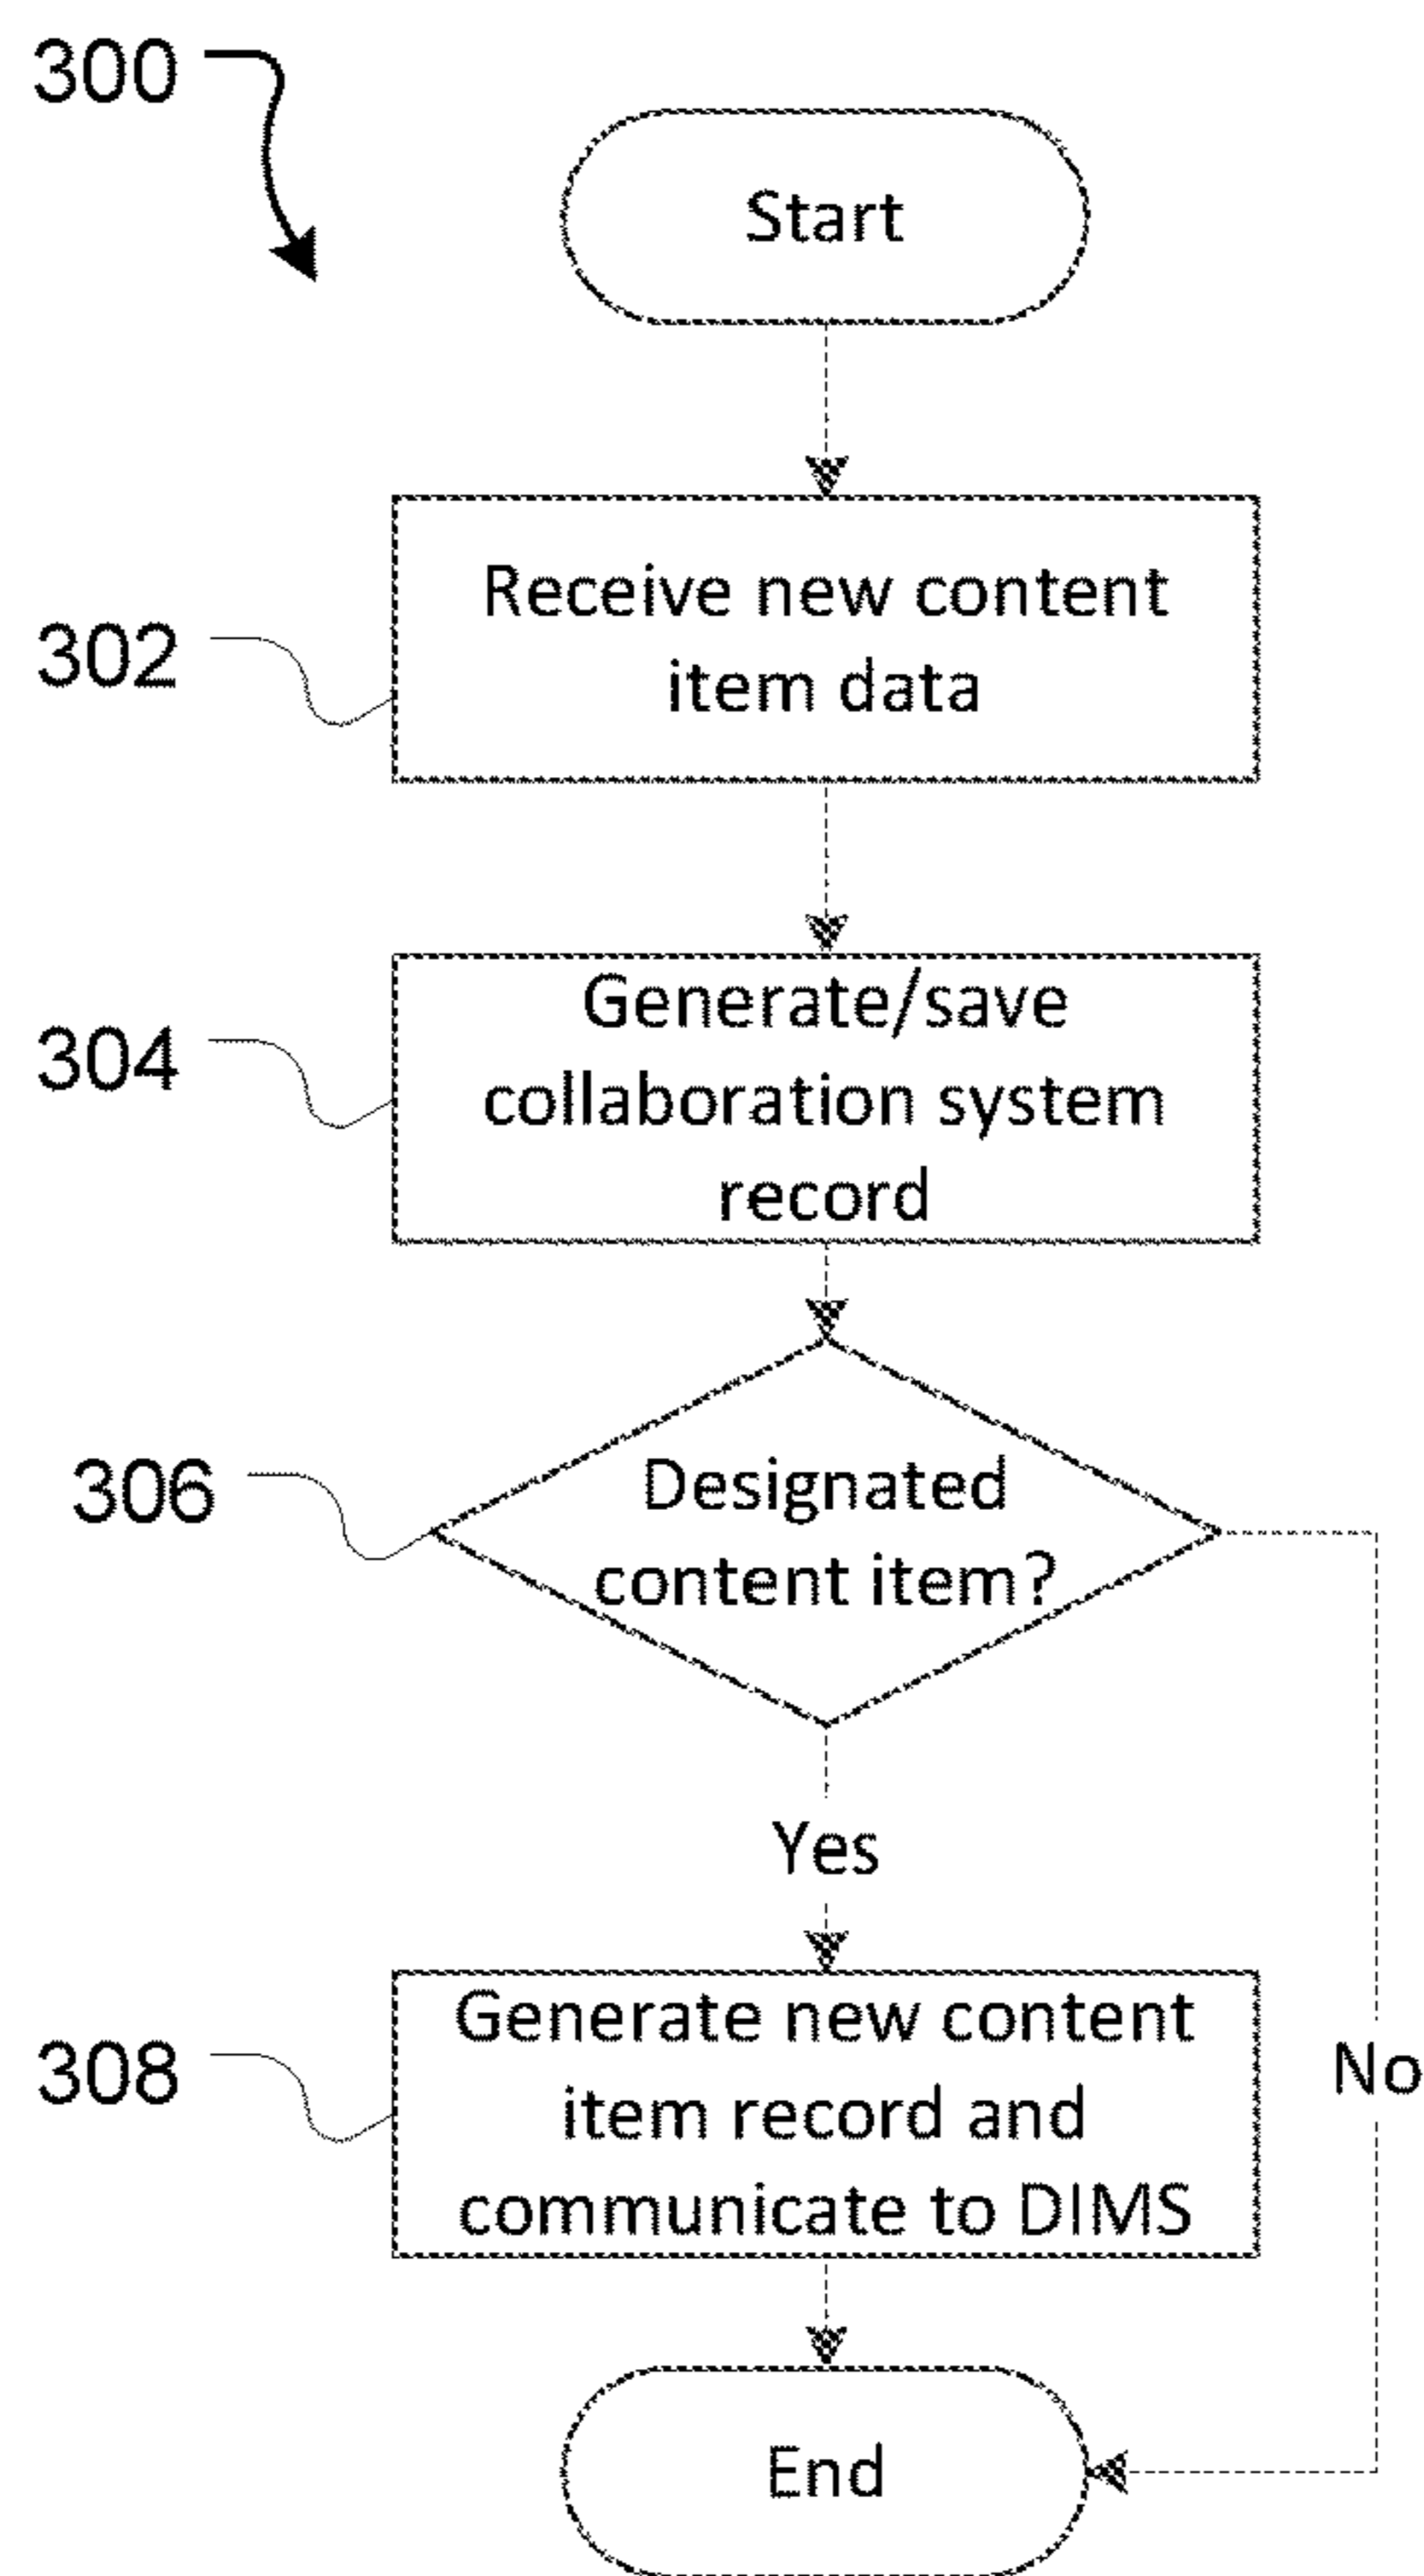 300
Start
302
Receive new content
item data
304
Generate/save
collaboration system
record
306
Designated
content item?
Yes
No
308
Generate new content
item record and
communicate to DIMS
End